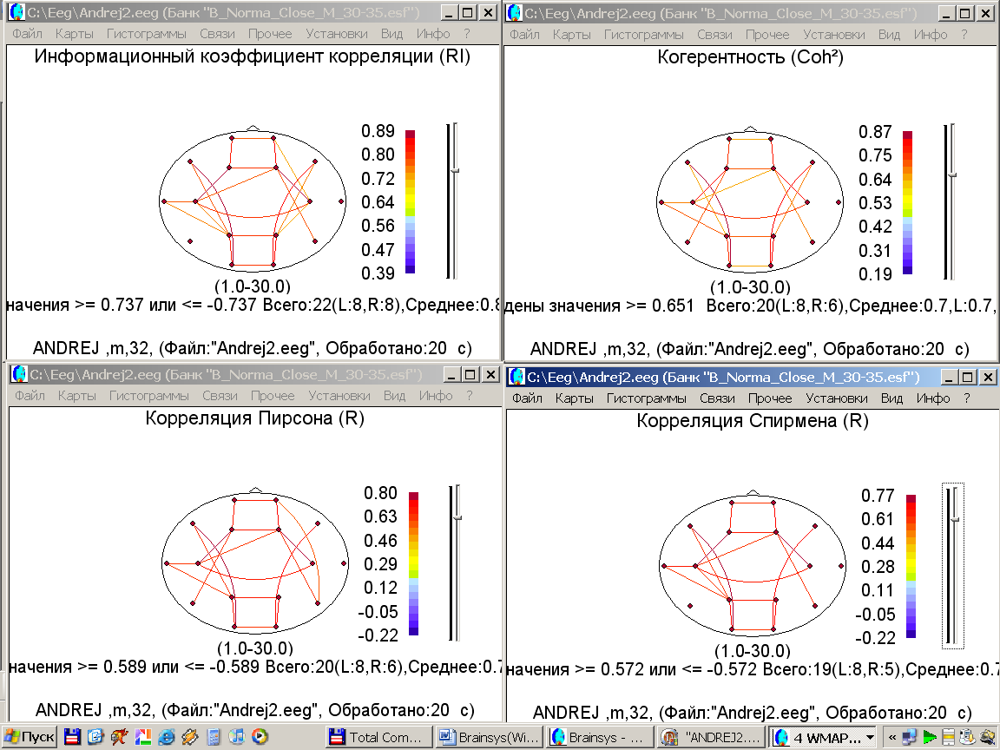 C:\Eeg\Andrej2.eeg (Банк "B_Norma_Close_M_30-35.esf")
Файл Карты Гистограммы Связи Прочее Установки Вид Инфо ?
Информационный коэффициент корреляции (RI)
0.89
0.80
0.72
0.64
0.56
0.47
0.39
(1.0-30.0)
начения >= 0.737 или <= -0.737 Всего:22(L:8,R:8),Среднее:0.8
ANDREJ ,m,32, (Файл:"Andrej2.eeg", Обработано:20 с)
C:\Eeg\Andrej2.eeg (Банк "B_Norma_Close_M_30-35.esf")
Файл Карты Гистограммы Связи Прочее Установки Вид Инфо ?
Когерентность (Coh²)
0.87
0.75
0.64
0.53
0.42
0.31
0.19
(1.0-30.0)
дены значения >= 0.651 Всего:20(L:8,R:6),Среднее:0.7,L:0.7,
ANDREJ ,m,32, (Файл:"Andrej2.eeg", Обработано:20 с)
C:\Eeg\Andrej2.eeg (Банк "B_Norma_Close_M_30-35.esf")
Файл Карты Гистограммы Связи Прочее Установки Вид Инфо ?
Корреляция Пирсона (R)
0.80
0.63
0.46
0.29
0.12
-0.05
-0.22
(1.0-30.0)
начения >= 0.589 или <= -0.589 Всего:20(L:8,R:6),Среднее:0.7
ANDREJ ,m,32, (Файл:"Andrej2.eeg", Обработано:20 с)
C:\Eeg\Andrej2.eeg (Банк "B_Norma_Close_M_30-35.esf")
Файл Карты Гистограммы Связи Прочее Установки Вид Инфо ?
Корреляция Спирмена (R)
0.77
0.61
0.44
0.28
0.11
-0.05
-0.22
(1.0-30.0)
начения >= 0.572 или <= -0.572 Всего:19(L:8,R:5),Среднее:0.7
ANDREJ ,m,32, (Файл:"Andrej2.eeg", Обработано:20 с)
Пуск Total Com... Brainsys(Wi... Brainsys - ... "ANDREJ2.... 4 WMAP...